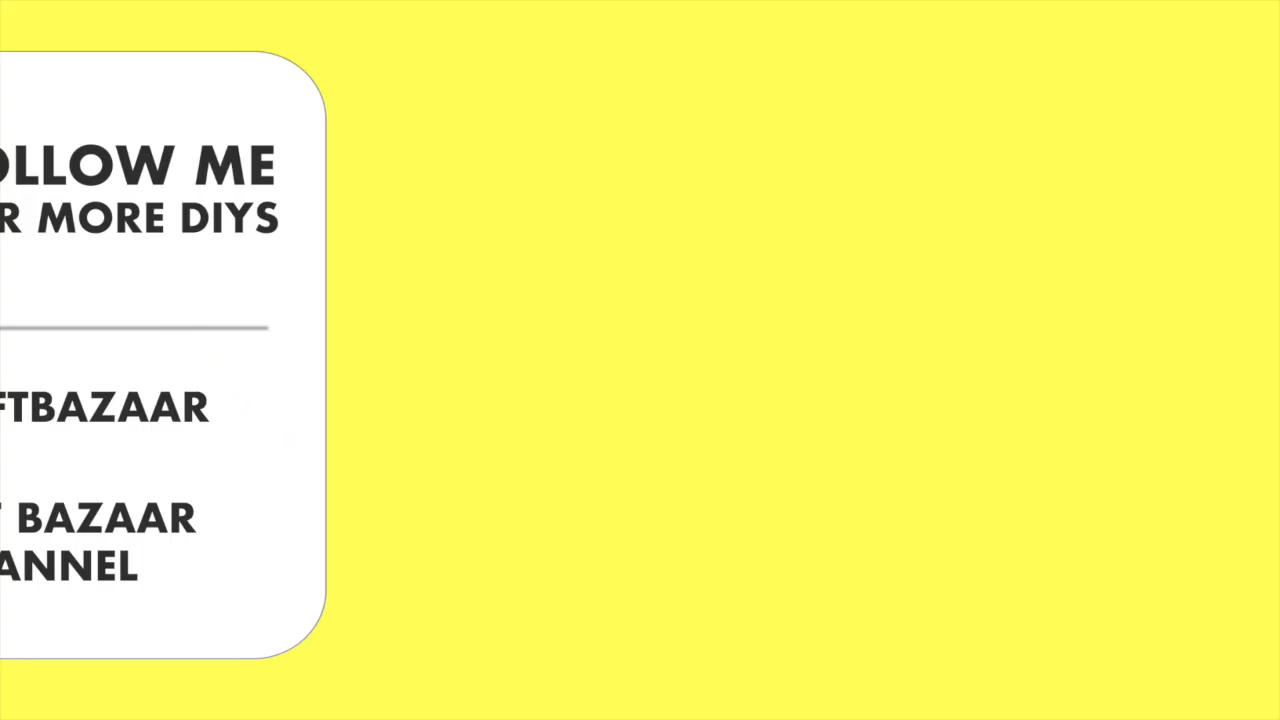 OLLOW ME
R MORE DIYS
FTBAZAAR
BAZAAR
ANNEL